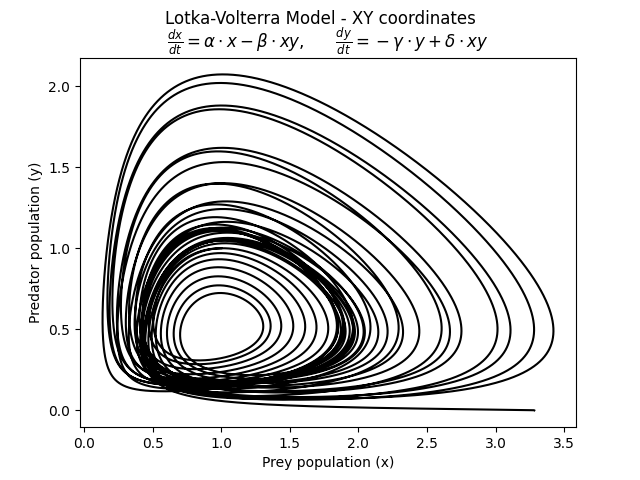 Lotka-Volterra Model - XY coordinates
dx/dt = α · x − β · xy,  dy/dt = − γ · y + δ · xy
Predator population (y)
2.0
1.5
1.0
0.5
0.0
0.0 0.5 1.0 1.5 2.0 2.5 3.0 3.5
Prey population (x)